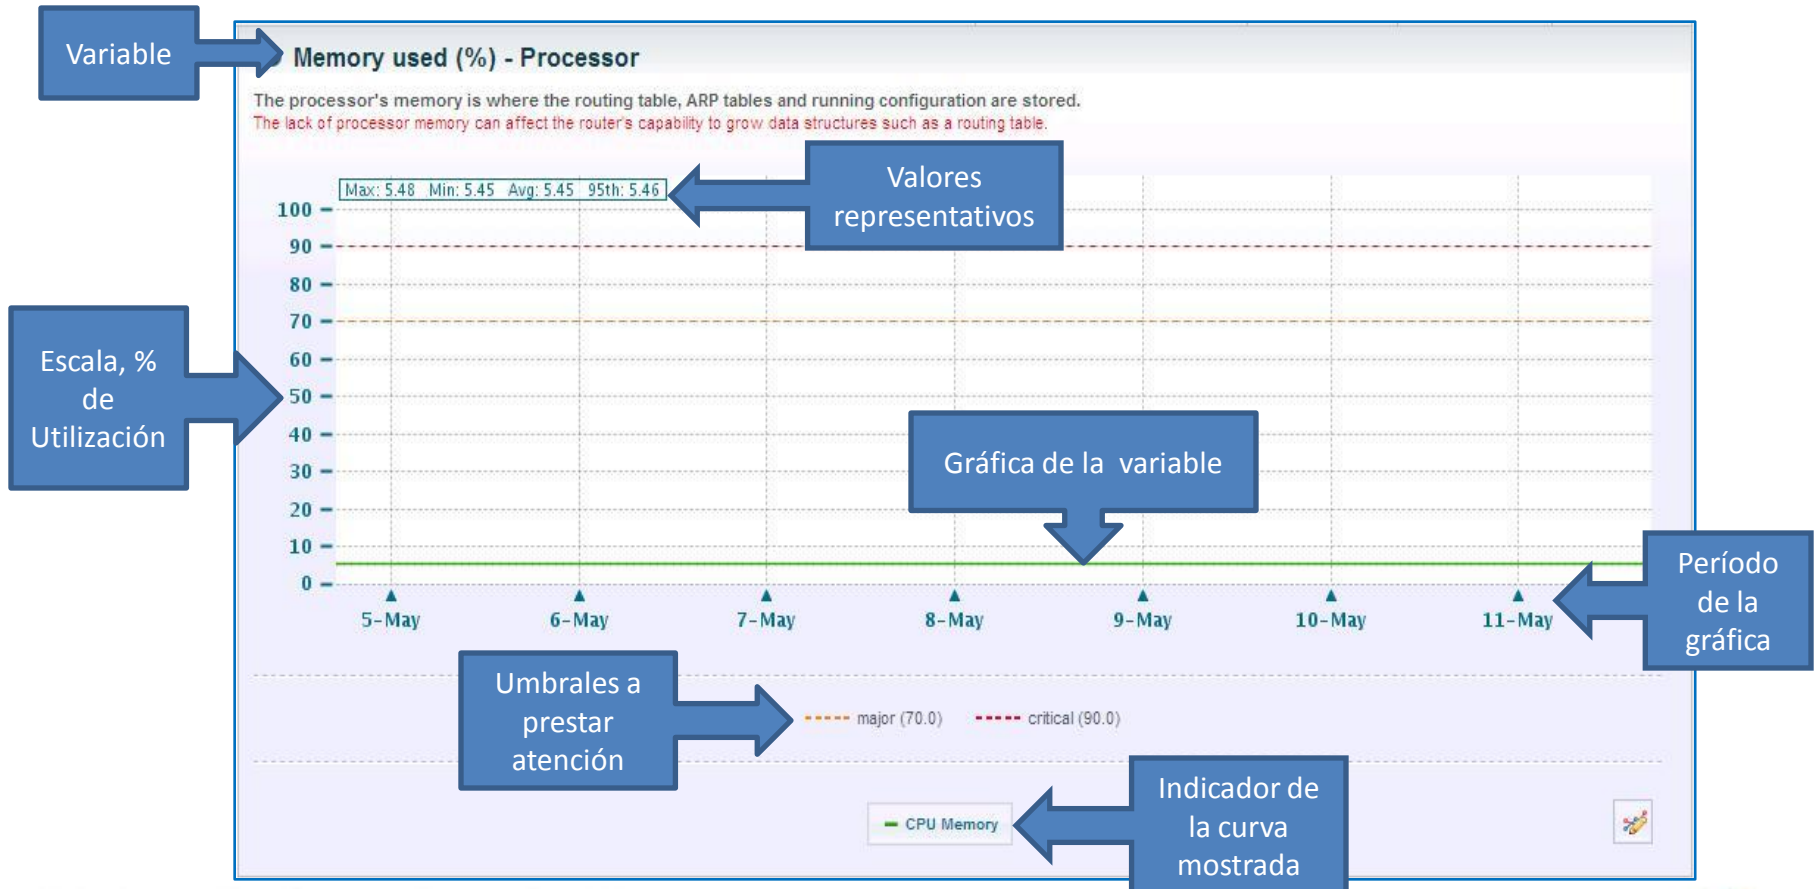 Variable
Memory used (%) - Processor
The processor's memory is where the routing table, ARP tables and running configuration are stored.
The lack of processor memory can affect the router's capability to grow data structures such as a routing table.
Max: 5.48 Min: 5.45 Avg: 5.45 95th: 5.46
Valores
representativos
100
90
80
70
60
50
40
30
20
10
0
Escala, %
de
Utilización
Gráfica de la variable
5-May 6-May 7-May 8-May 9-May 10-May 11-May
Período
de la
gráfica
Umbrales a
prestar
atención
major (70.0) critical (90.0)
CPU Memory
Indicador de
la curva
mostrada